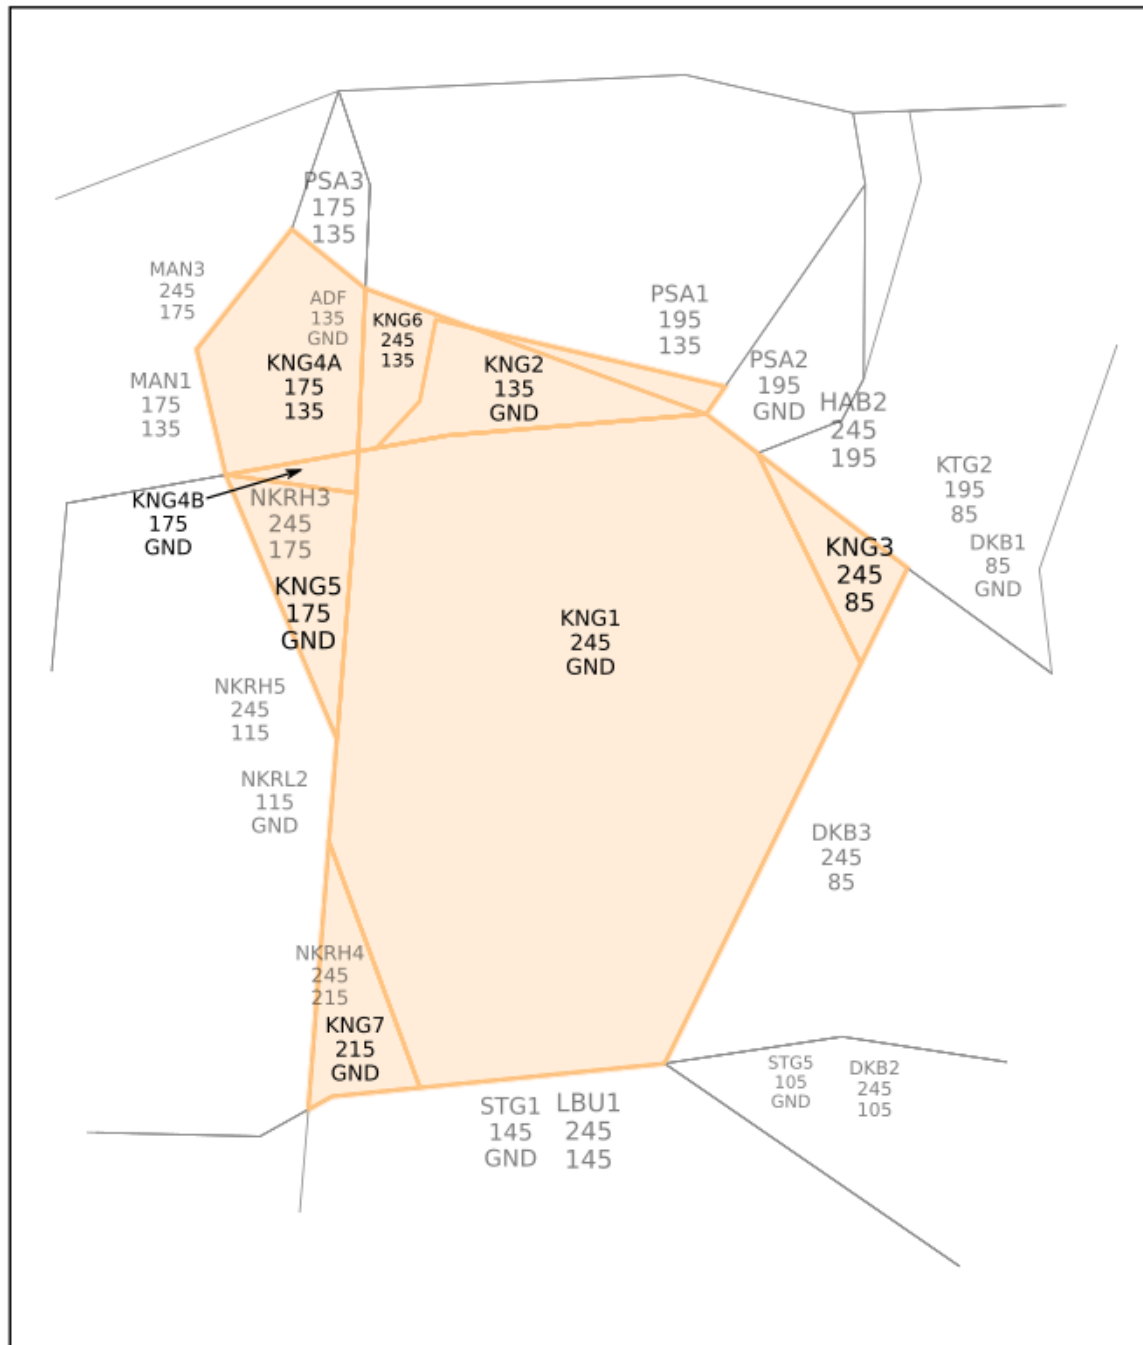 PSA3
175
135
MAN3
245
175
ADF
135
GND
KNG6
245
135
PSA1
195
135
KNG4A
175
135
KNG2
135
GND
PSA2
195
GND
MAN1
175
135
HAB2
245
195
KTG2
195
85
KNG4B
175
GND
NKRH3
245
175
KNG3
245
85
DKB1
85
GND
KNG5
175
GND
KNG1
245
GND
NKRH5
245
115
NKRL2
115
GND
DKB3
245
85
NKRH4
245
215
KNG7
215
GND
STG5
105
GND
DKB2
245
105
STG1
145
GND
LBU1
245
145